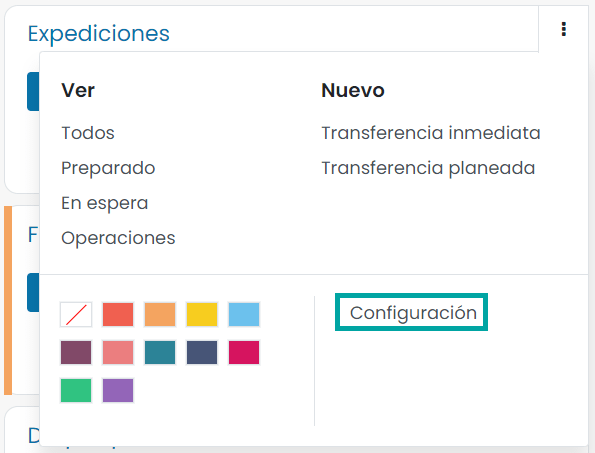 Expediciones
Ver
Nuevo
Todos
Transferencia inmediata
Preparado
Transferencia planeada
En espera
Operaciones
F
Configuración
D